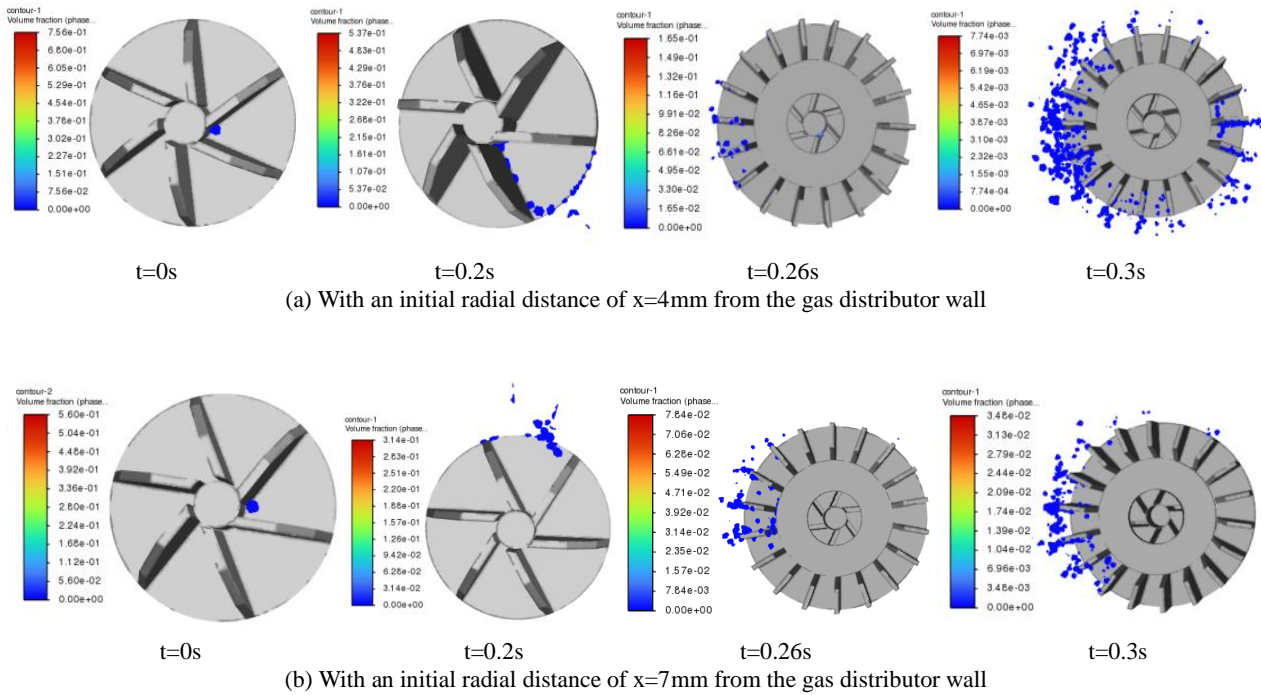 contour-1
Volume fraction (phase...
7.56e-01
6.80e-01
6.05e-01
5.29e-01
4.54e-01
3.78e-01
3.02e-01
2.27e-01
1.51e-01
7.56e-02
0.00e+00
contour-1
Volume fraction (phase...
5.37e-01
4.83e-01
4.29e-01
3.76e-01
3.22e-01
2.68e-01
2.15e-01
1.61e-01
1.07e-01
5.37e-02
0.00e+00
contour-1
Volume fraction (phase...
1.65e-01
1.49e-01
1.32e-01
1.16e-01
9.91e-02
8.26e-02
6.60e-02
4.95e-02
3.30e-02
1.65e-02
0.00e+00
contour-1
Volume fraction (phase...
7.74e-03
6.97e-03
6.19e-03
5.42e-03
4.64e-03
3.87e-03
3.10e-03
2.32e-03
1.55e-03
7.74e-04
0.00e+00
t=0s
t=0.2s
t=0.26s
t=0.3s
(a) With an initial radial distance of x=4mm from the gas distributor wall
contour-2
Volume fraction (phase...
5.60e-01
5.04e-01
4.48e-01
3.92e-01
3.36e-01
2.80e-01
2.24e-01
1.68e-01
1.12e-01
5.60e-02
0.00e+00
contour-1
Volume fraction (phase...
3.14e-01
2.83e-01
2.51e-01
2.20e-01
1.88e-01
1.57e-01
1.26e-01
9.42e-02
6.28e-02
3.14e-02
0.00e+00
contour-1
Volume fraction (phase...
7.84e-02
7.06e-02
6.28e-02
5.49e-02
4.71e-02
3.92e-02
3.14e-02
2.35e-02
1.57e-02
7.84e-03
0.00e+00
contour-1
Volume fraction (phase...
3.48e-02
3.13e-02
2.78e-02
2.44e-02
2.09e-02
1.74e-02
1.39e-02
1.04e-02
6.96e-03
3.48e-03
0.00e+00
t=0s
t=0.2s
t=0.26s
t=0.3s
(b) With an initial radial distance of x=7mm from the gas distributor wall